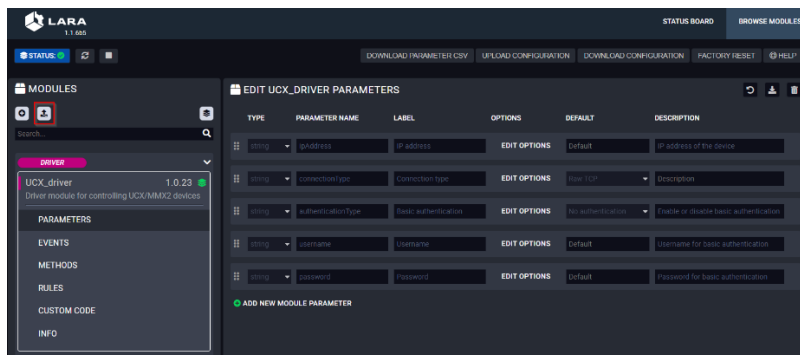 LARA
1.1.6b5
STATUS BOARD
BROWSE MODULES
STATUS:
DOWNLOAD PARAMETER CSV
UPLOAD CONFIGURATION
DOWNLOAD CONFIGURATION
FACTORY RESET
HELP
MODULES
Search...
DRIVER
UCX_driver 1.0.23
Driver module for controlling UCX/MMX2 devices
PARAMETERS
EVENTS
METHODS
RULES
CUSTOM CODE
INFO
EDIT UCX_DRIVER PARAMETERS
TYPE PARAMETER NAME LABEL OPTIONS DEFAULT DESCRIPTION
string ipAddress IP address EDIT OPTIONS Default IP address of the device
string connectionType Connection type EDIT OPTIONS Raw TCP Description
string authenticationType Basic authentication EDIT OPTIONS No authentication Enable or disable basic authentication
string username Username EDIT OPTIONS Default Username for basic authentication
string password Password EDIT OPTIONS Default Password for basic authentication
ADD NEW MODULE PARAMETER